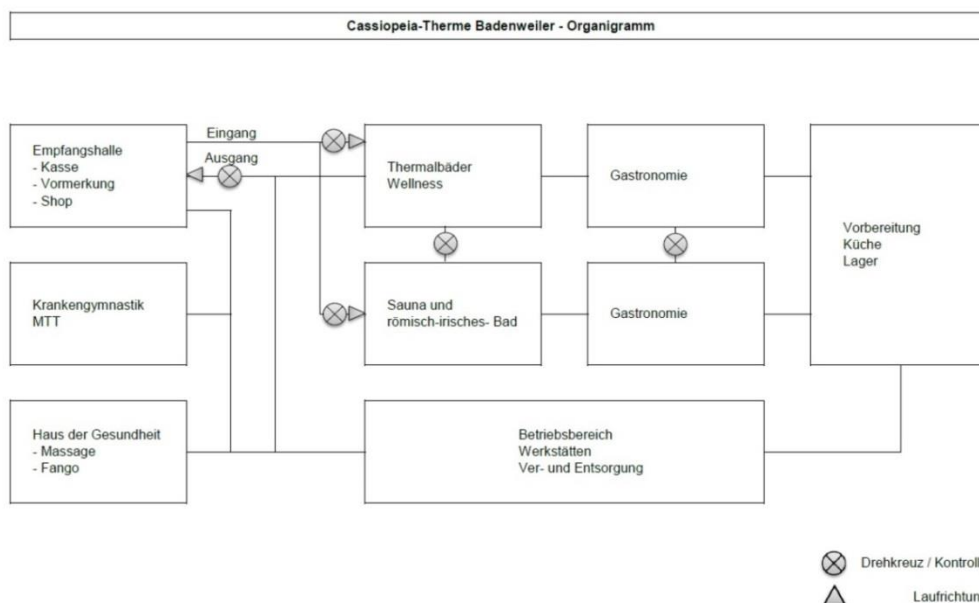 Cassiopeia-Therme Badenweiler - Organigramm
Empfangshalle
- Kasse
- Vormerkung
- Shop
Eingang
Ausgang
Thermalbäder
Wellness
Gastronomie
Vorbereitung
Küche
Lager
Krankengymnastik
MTT
Sauna und
römisch-irisches- Bad
Gastronomie
Haus der Gesundheit
- Massage
- Fango
Betriebsbereich
Werkstätten
Ver- und Entsorgung
Drehkreuz / Kontroll
Laufrichtun